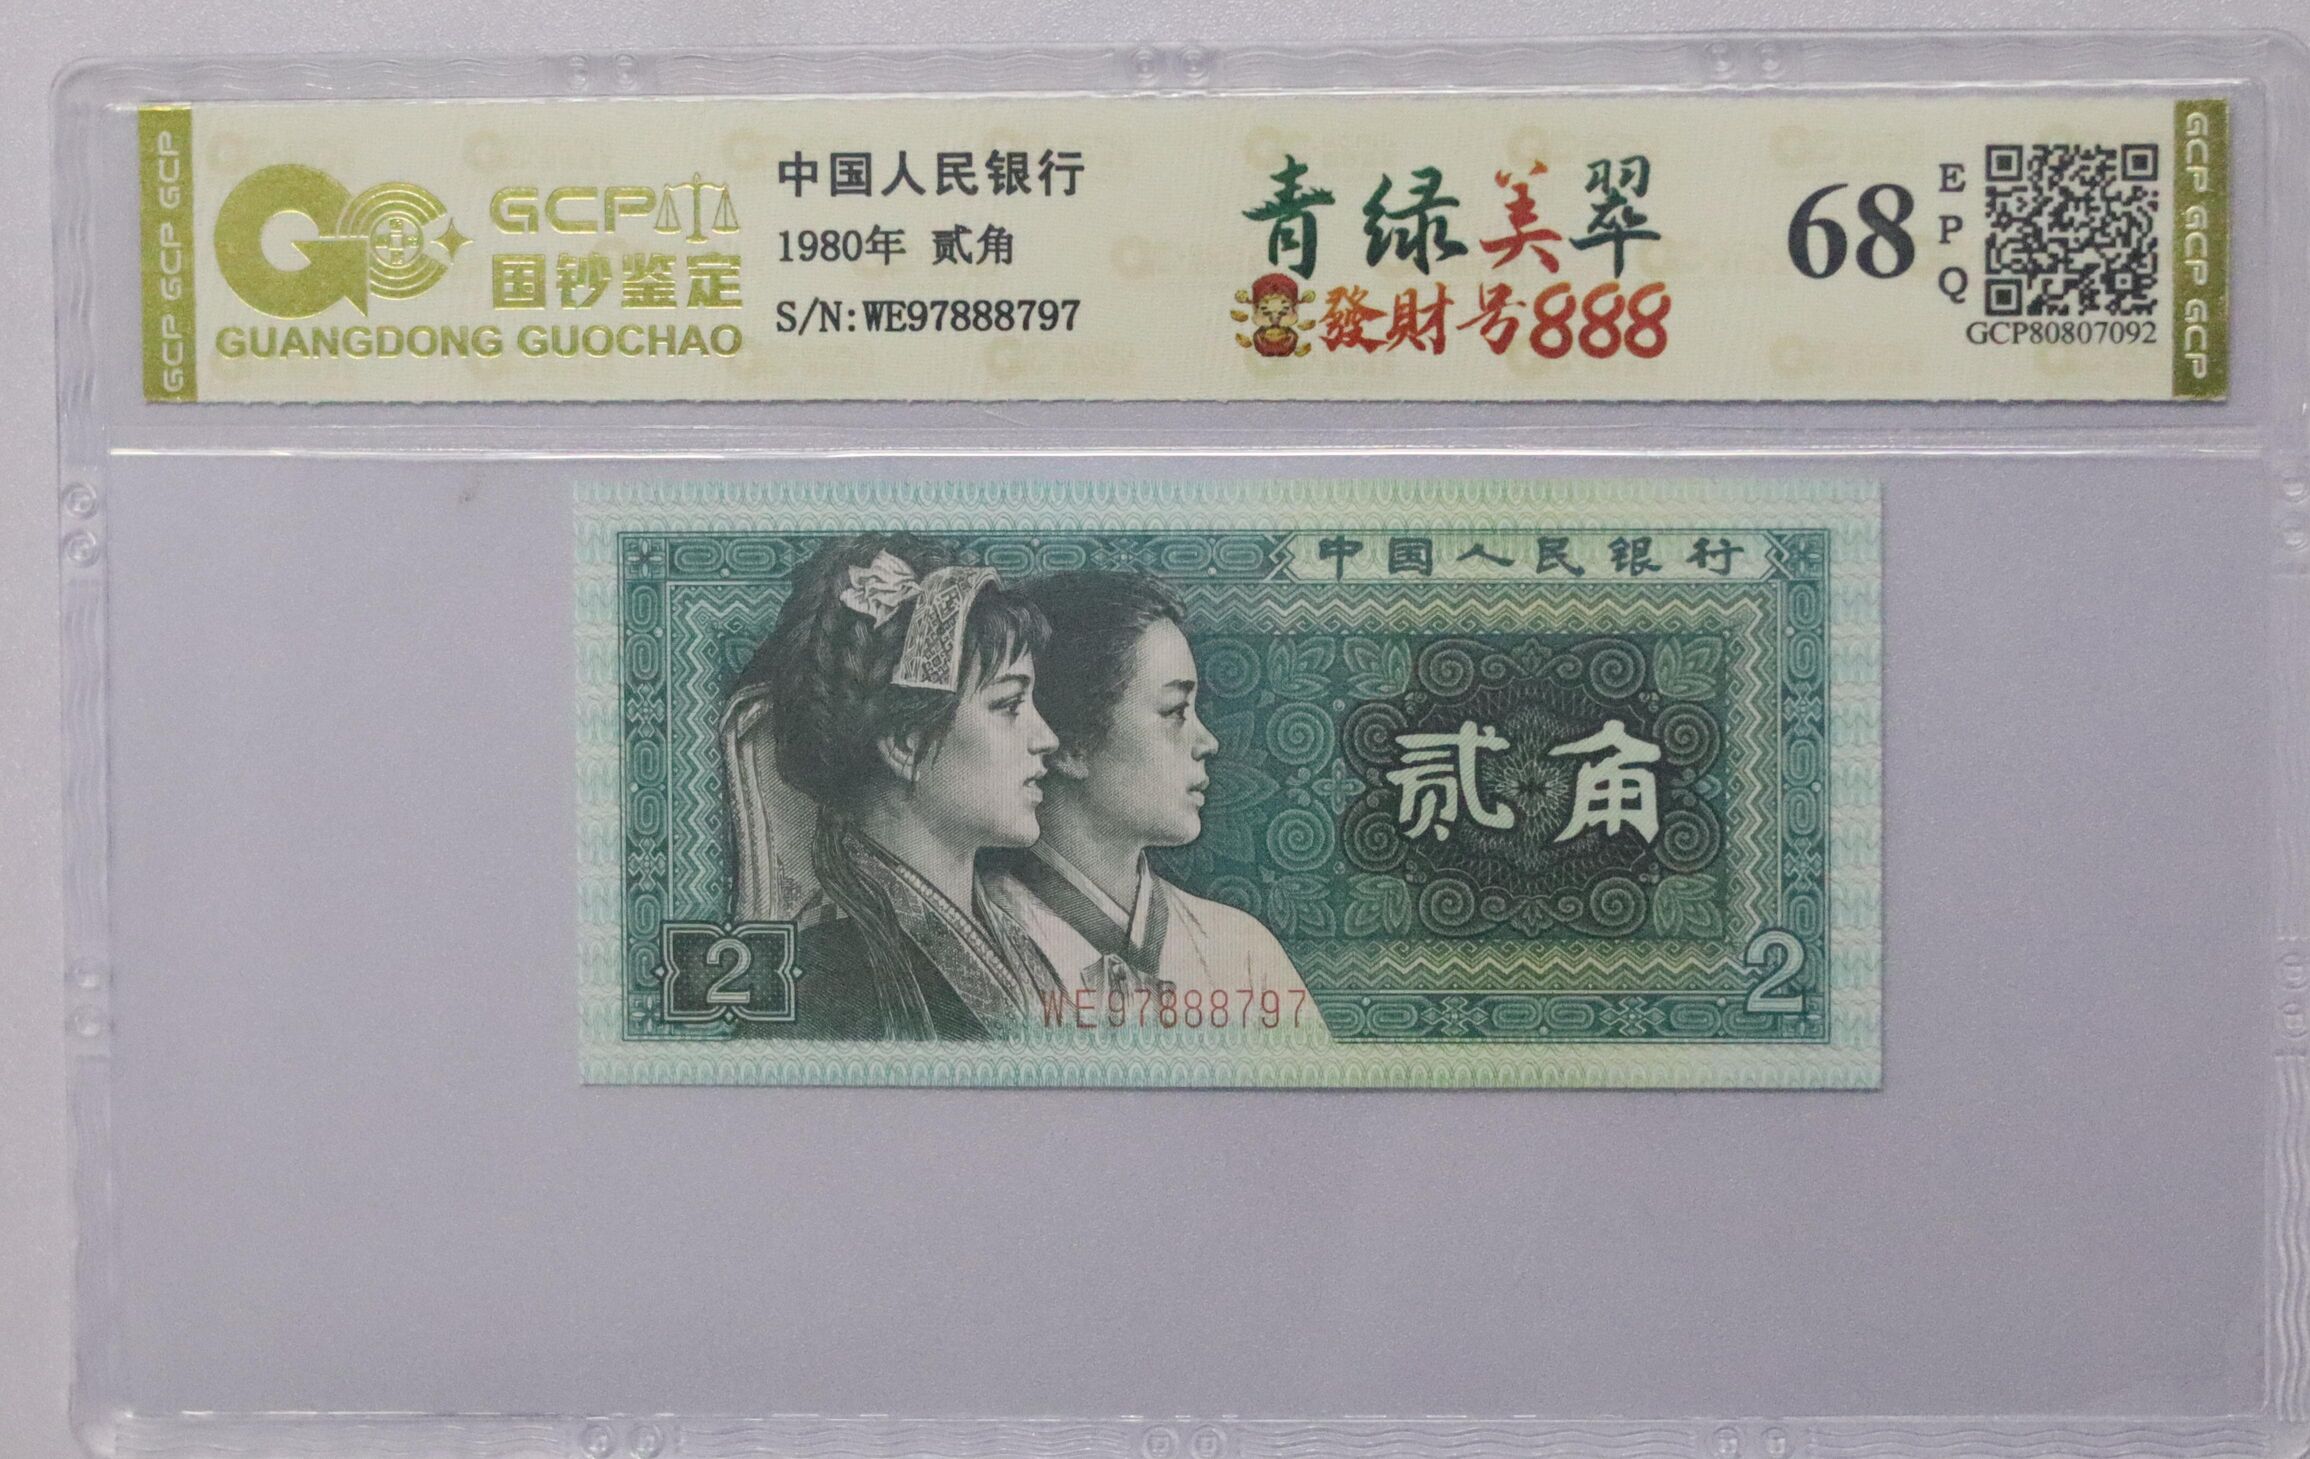 GCP GCP GCP
GCP
国钞鉴定
GUANGDONG GUOCHAO
中国人民银行
1980年 贰角
S/N:WE97888797
青绿美翠
發財号888
68
EPQ
GCP80807092
GCP GCP GCP
中国人民银行
贰角
2
2
WE97888797